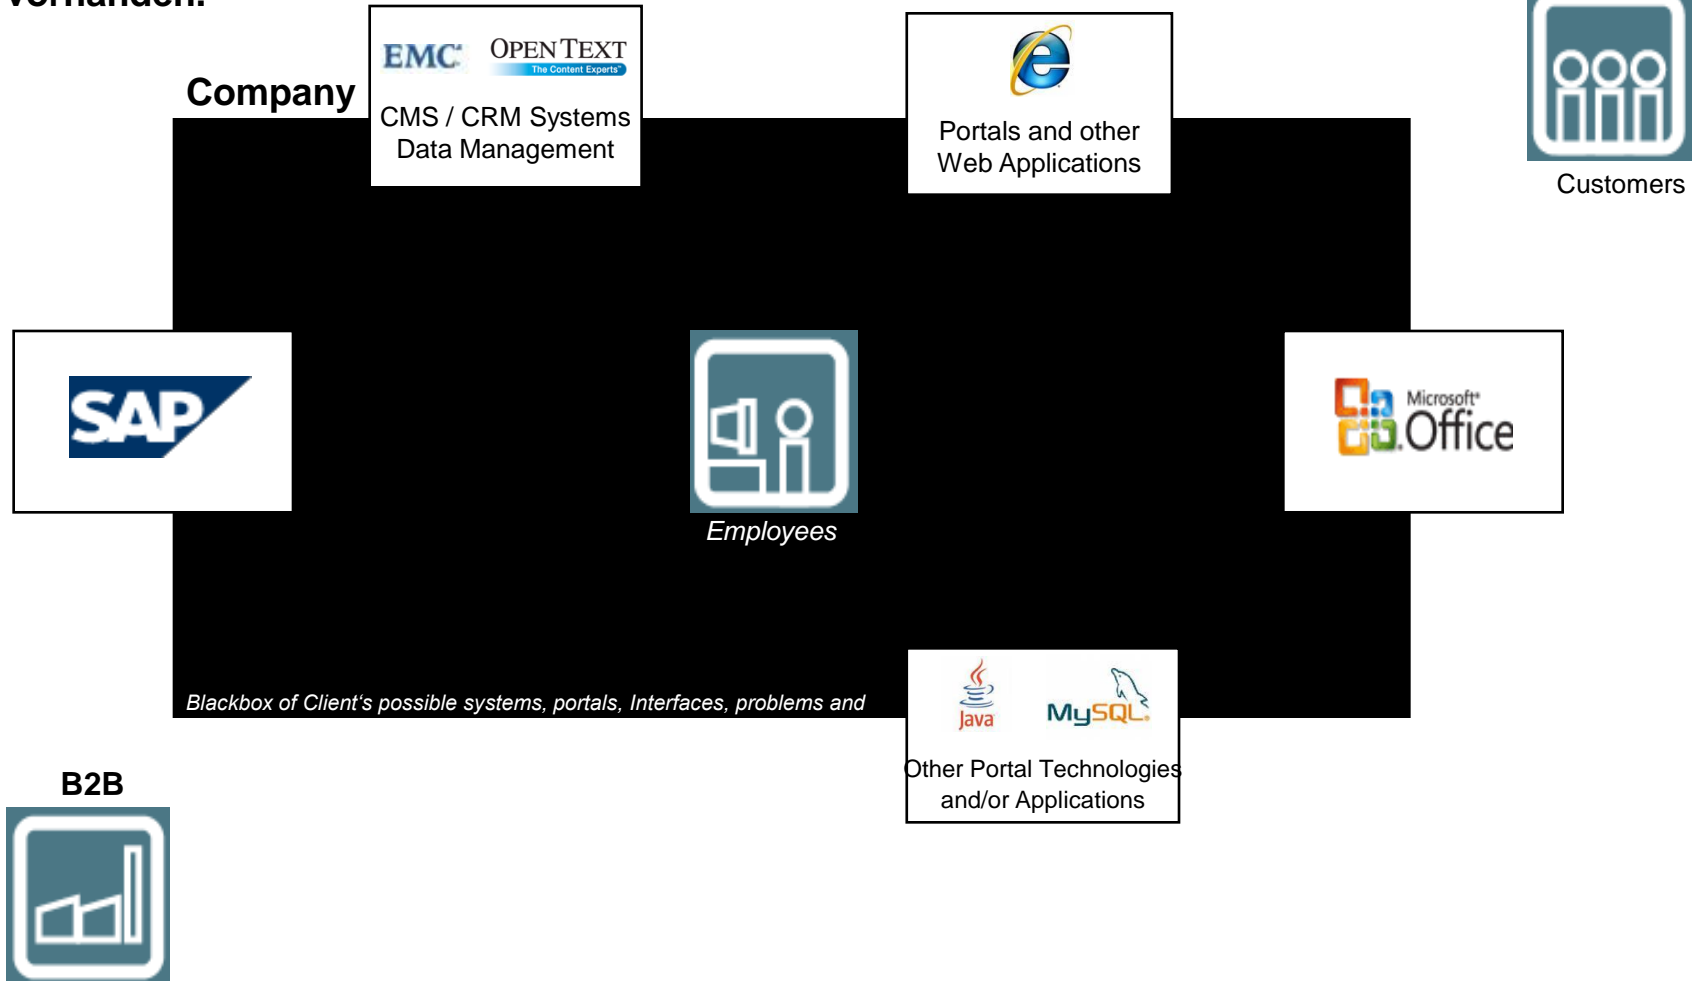 EMC OPEN TEXT
The Content Experts
Company
CMS / CRM Systems
Data Management
Portals and other
Web Applications
Customers
SAP
Microsoft
Office
Employees
Blackbox of Client‘s possible systems, portals, Interfaces, problems and
Java MySQL
Other Portal Technologies
and/or Applications
B2B